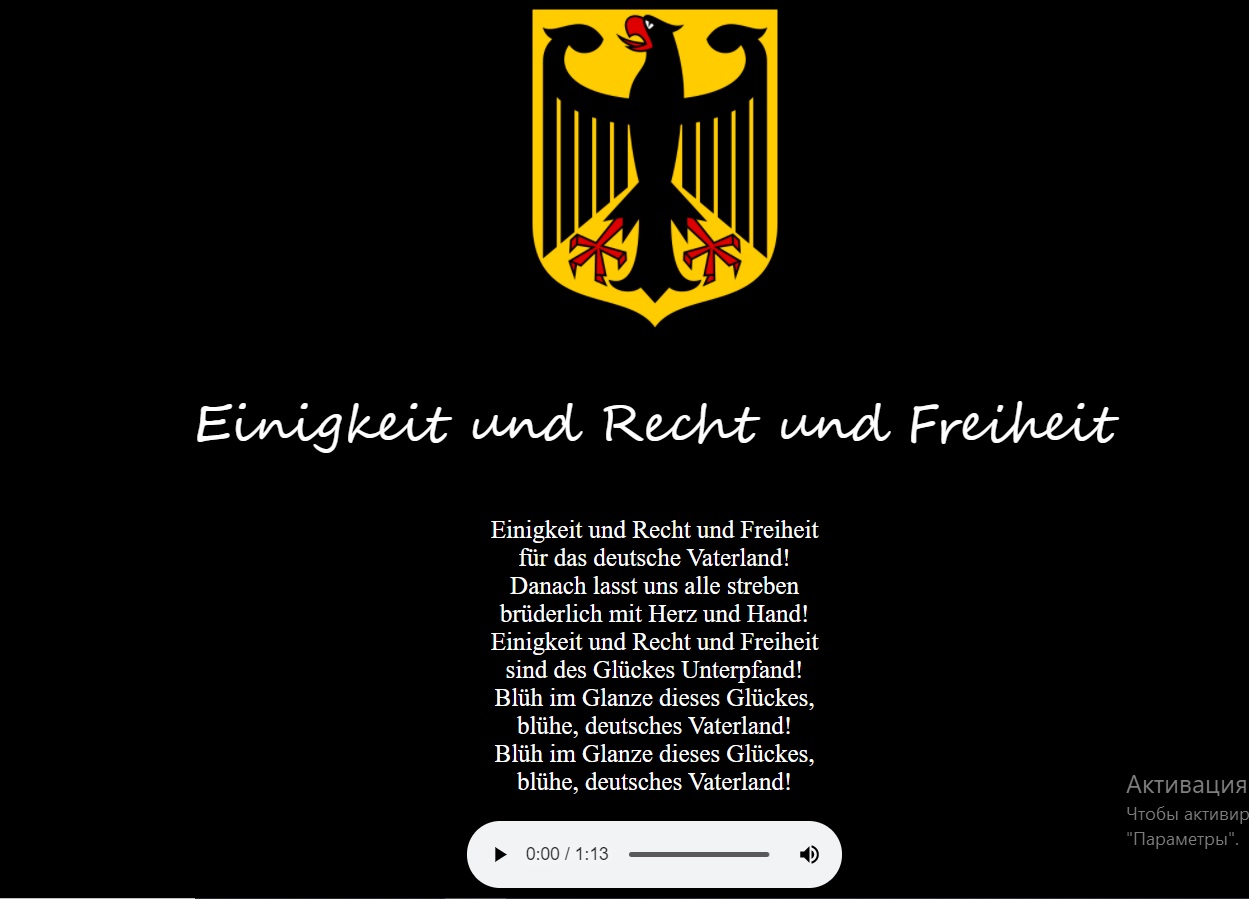 Einigkeit und Recht und Freiheit
Einigkeit und Recht und Freiheit
für das deutsche Vaterland!
Danach lasst uns alle streben
brüderlich mit Herz und Hand!
Einigkeit und Recht und Freiheit
sind des Glückes Unterpfand!
Blüh im Glanze dieses Glückes,
blühe, deutsches Vaterland!
Blüh im Glanze dieses Glückes,
blühe, deutsches Vaterland!
Активация
Чтобы активир
"Параметры".
0:00 / 1:13